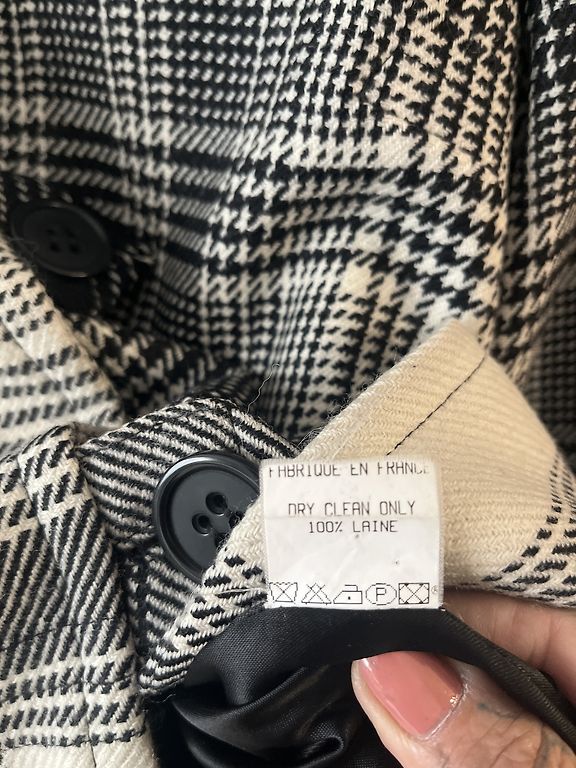 FABRIQUE EN FRANCE
DRY CLEAN ONLY
100% LAINE
P